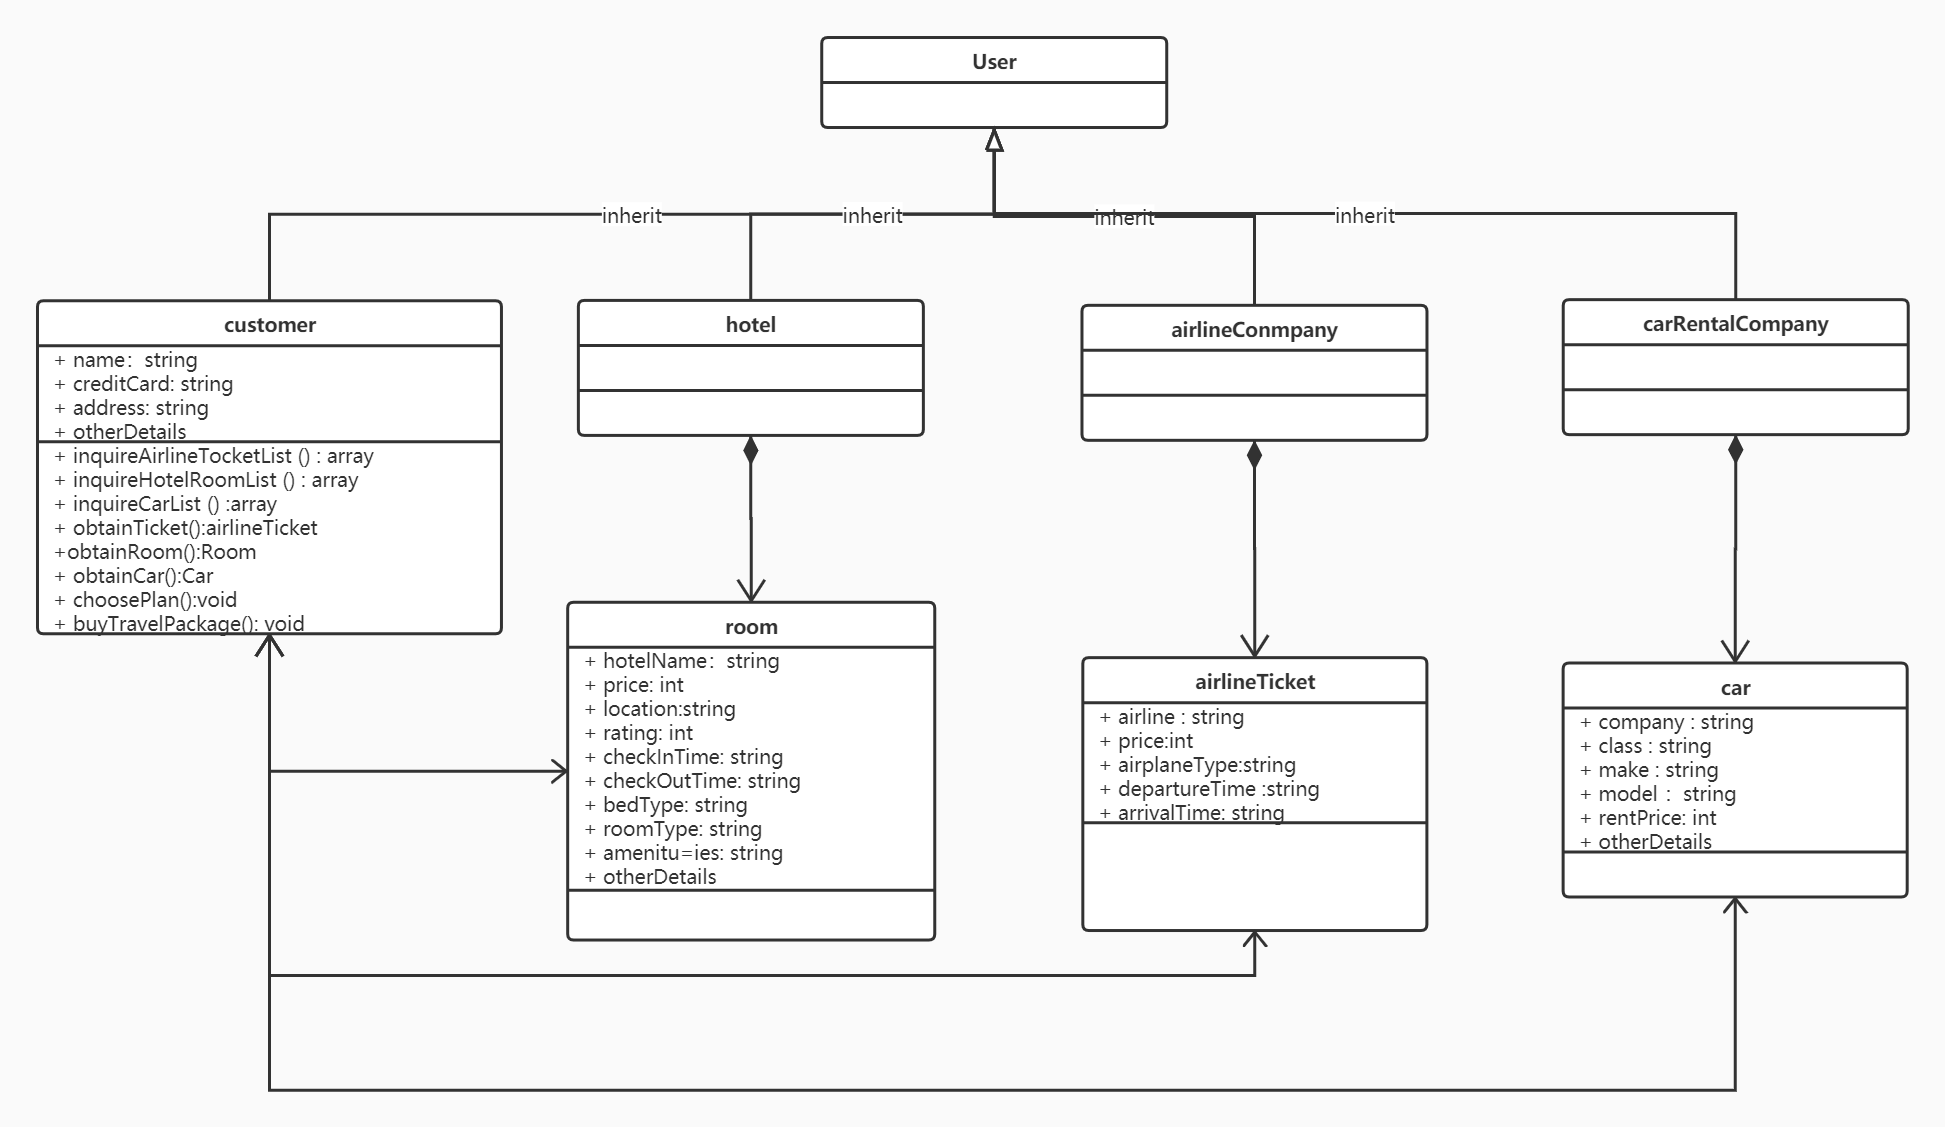 User
inherit
inherit
inherit
inherit
customer
+ name：string
+ creditCard: string
+ address: string
+ otherDetails
+ inquireAirlineTocketList () : array
+ inquireHotelRoomList () : array
+ inquireCarList () :array
+ obtainTicket():airlineTicket
+obtainRoom():Room
+ obtainCar():Car
+ choosePlan():void
+ buyTravelPackage(): void
hotel
airlineConmpany
carRentalCompany
room
+ hotelName：string
+ price: int
+ location:string
+ rating: int
+ checkInTime: string
+ checkOutTime: string
+ bedType: string
+ roomType: string
+ amenitu=ies: string
+ otherDetails
airlineTicket
+ airline : string
+ price:int
+ airplaneType:string
+ departureTime :string
+ arrivalTime: string
car
+ company : string
+ class : string
+ make : string
+ model： string
+ rentPrice: int
+ otherDetails